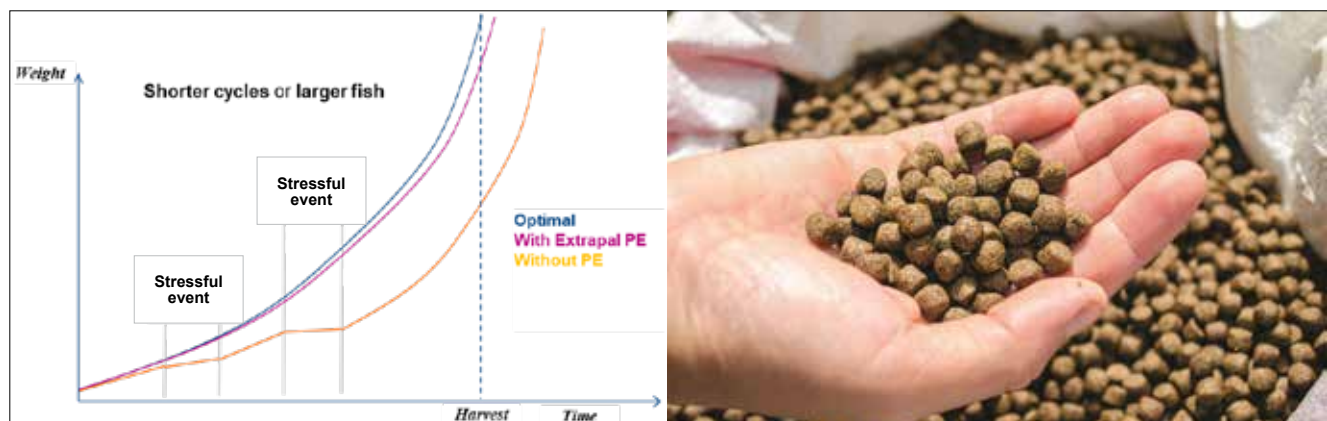 Weight
Shorter cycles or larger fish
Stressful
event
Stressful
event
Optimal
With Extrapal PE
Without PE
Harvest
Time